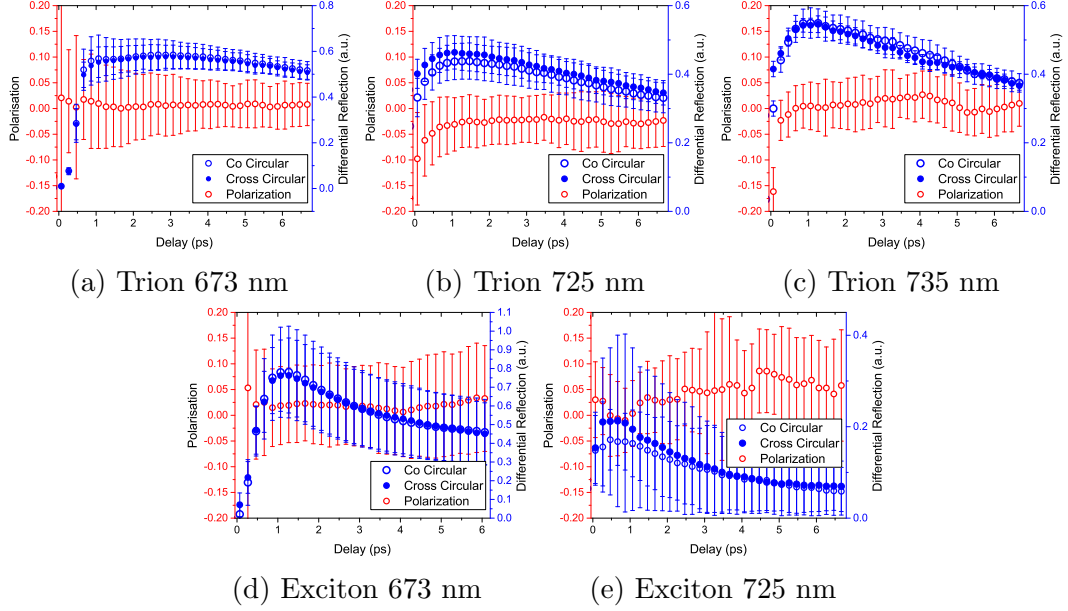 0.20
0.15
0.10
0.05
0.00
-0.05
-0.10
-0.15
-0.20
Polarisation
0 1 2 3 4 5 6
Delay (ps)
0.8
0.6
0.4
0.2
0.0
Differential Reflection (a.u.)
Co Circular
Cross Circular
Polarization
(a) Trion 673 nm
0.20
0.15
0.10
0.05
0.00
-0.05
-0.10
-0.15
-0.20
Polarisation
0 1 2 3 4 5 6
Delay (ps)
0.6
0.4
0.2
0.0
Differential Reflection (a.u.)
Co Circular
Cross Circular
Polarization
(b) Trion 725 nm
0.20
0.15
0.10
0.05
0.00
-0.05
-0.10
-0.15
-0.20
Polarisation
0 1 2 3 4 5 6
Delay (ps)
0.6
0.4
0.2
0.0
Differential Reflection (a.u.)
Co Circular
Cross Circular
Polarization
(c) Trion 735 nm
0.20
0.15
0.10
0.05
0.00
-0.05
-0.10
-0.15
-0.20
Polarisation
0 1 2 3 4 5 6
Delay (ps)
1.1
1.0
0.9
0.8
0.7
0.6
0.5
0.4
0.3
0.2
0.1
0.0
Differential Reflection (a.u.)
Co Circular
Cross Circular
Polarization
(d) Exciton 673 nm
0.20
0.15
0.10
0.05
0.00
-0.05
-0.10
-0.15
-0.20
Polarisation
0 1 2 3 4 5 6
Delay (ps)
0.4
0.2
0.0
Differential Reflection (a.u.)
Co Circular
Cross Circular
Polarization
(e) Exciton 725 nm